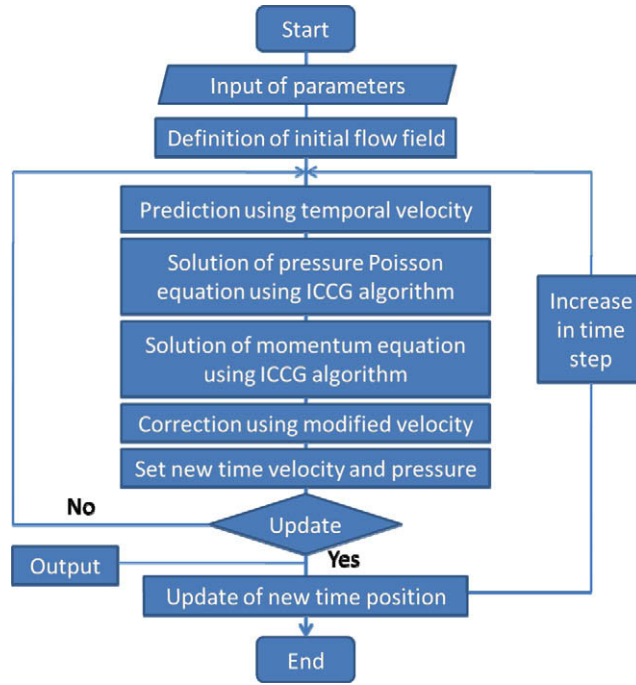 Start
Input of parameters
Definition of initial flow field
Prediction using temporal velocity
Solution of pressure Poisson
equation using ICCG algorithm
Increase
in time
step
Solution of momentum equation
using ICCG algorithm
Correction using modified velocity
Set new time velocity and pressure
No
Update
Yes
Output
Update of new time position
End